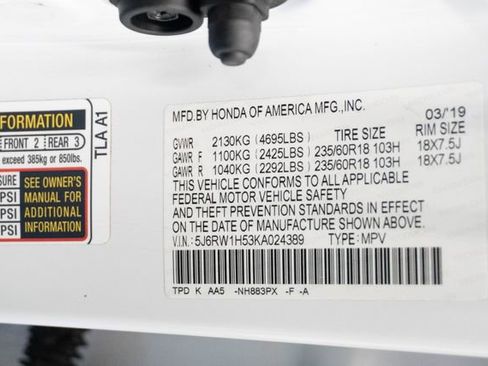 MFD.BY HONDA OF AMERICA MFG.,INC.
03/'19
GVWR 2130KG (4695LBS) TIRE SIZE RIM SIZE
GAWR F 1100KG (2425LBS) 235/60R18 103H 18X7.5J
GAWR R 1040KG (2292LBS) 235/60R18 103H 18X7.5J
THIS VEHICLE CONFORMS TO ALL APPLICABLE
FEDERAL MOTOR VEHICLE SAFETY
AND THEFT PREVENTION STANDARDS IN EFFECT
ON THE DATE OF MANUFACTURE SHOWN ABOVE.
V.I.N: 5J6RW1H53KA024389 TYPE: MPV
TPD K AA5 -NH883PX -F -A
FORMATION
FRONT 2 REAR 3
exceed 385kg or 850lbs.
SURE
PSI
PSI
PSI
SEE OWNER'S
MANUAL FOR
ADDITIONAL
INFORMATION
TLA A1